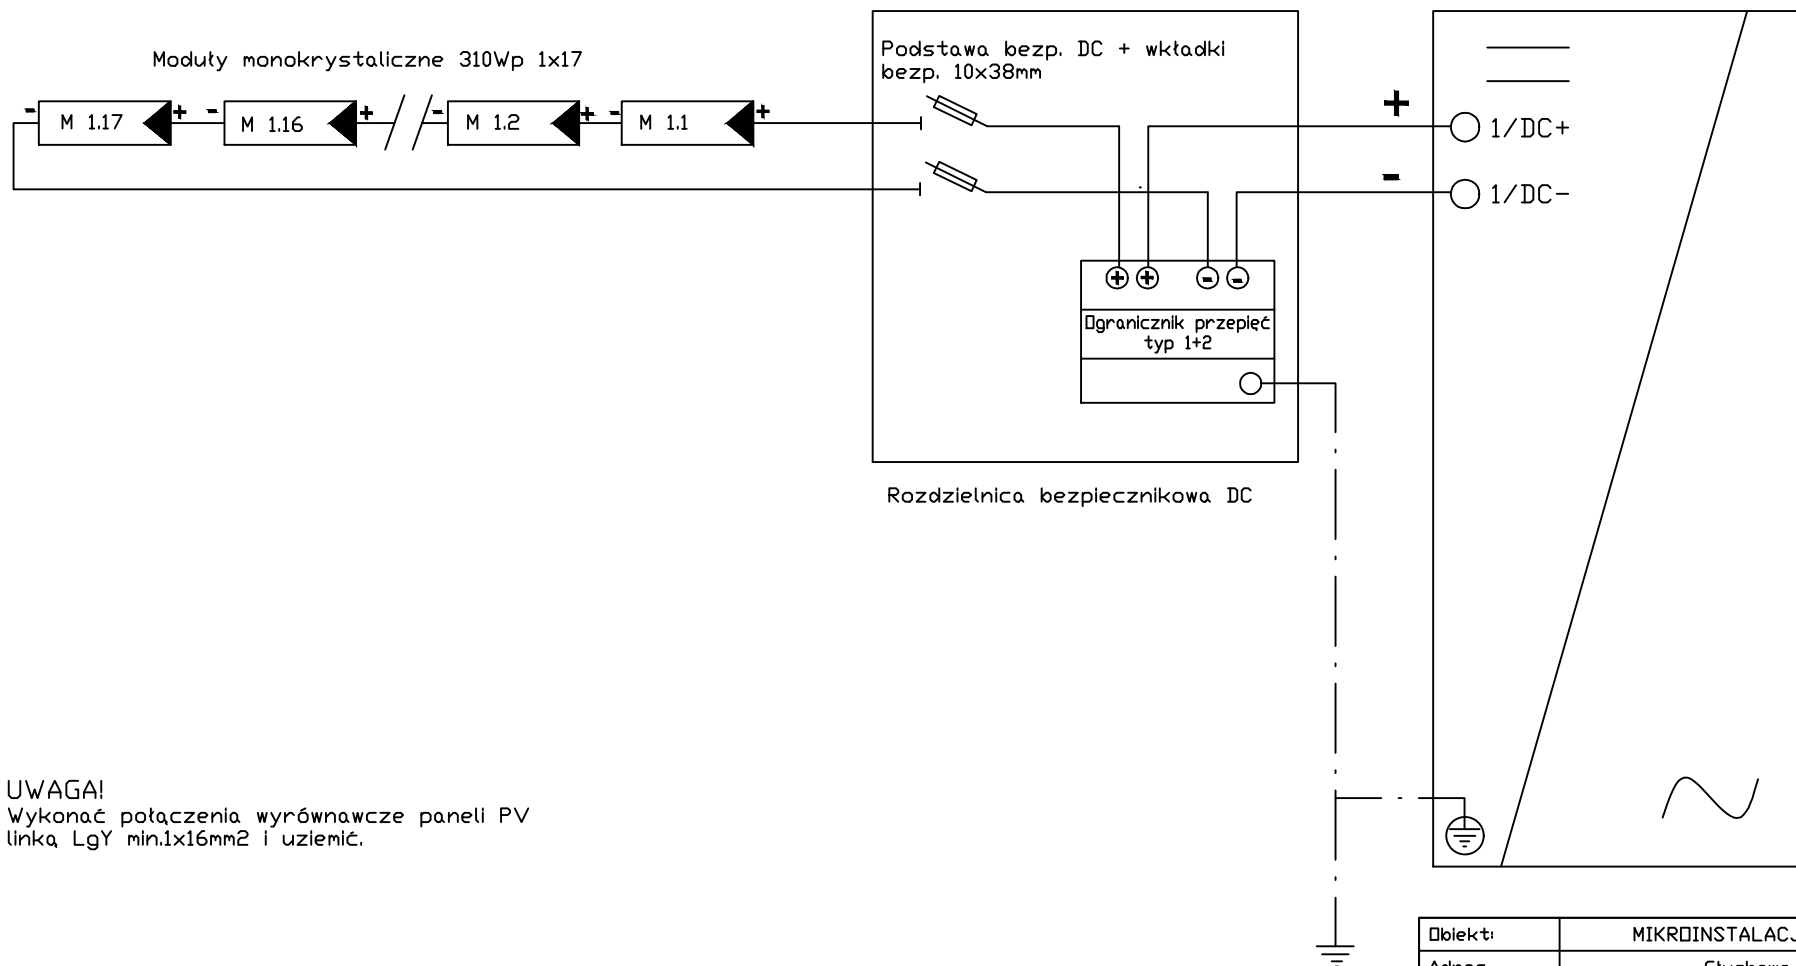 Moduły monokrystaliczne 310Wp 1x17
- M 1.17 + - M 1.16 + - M 1.2 + - M 1.1 +
Podstawa bezp. DC + wkładki
bezp. 10x38mm
+ 1/DC+
- 1/DC-
+ + - -
Ogranicznik przepięć
typ 1+2
Rozdzielnica bezpiecznikowa DC
UWAGA!
Wykonać połączenia wyrównawcze paneli PV
linką LgY min.1x16mm2 i uziemić.
Obiekt: MIKROINSTALACJ